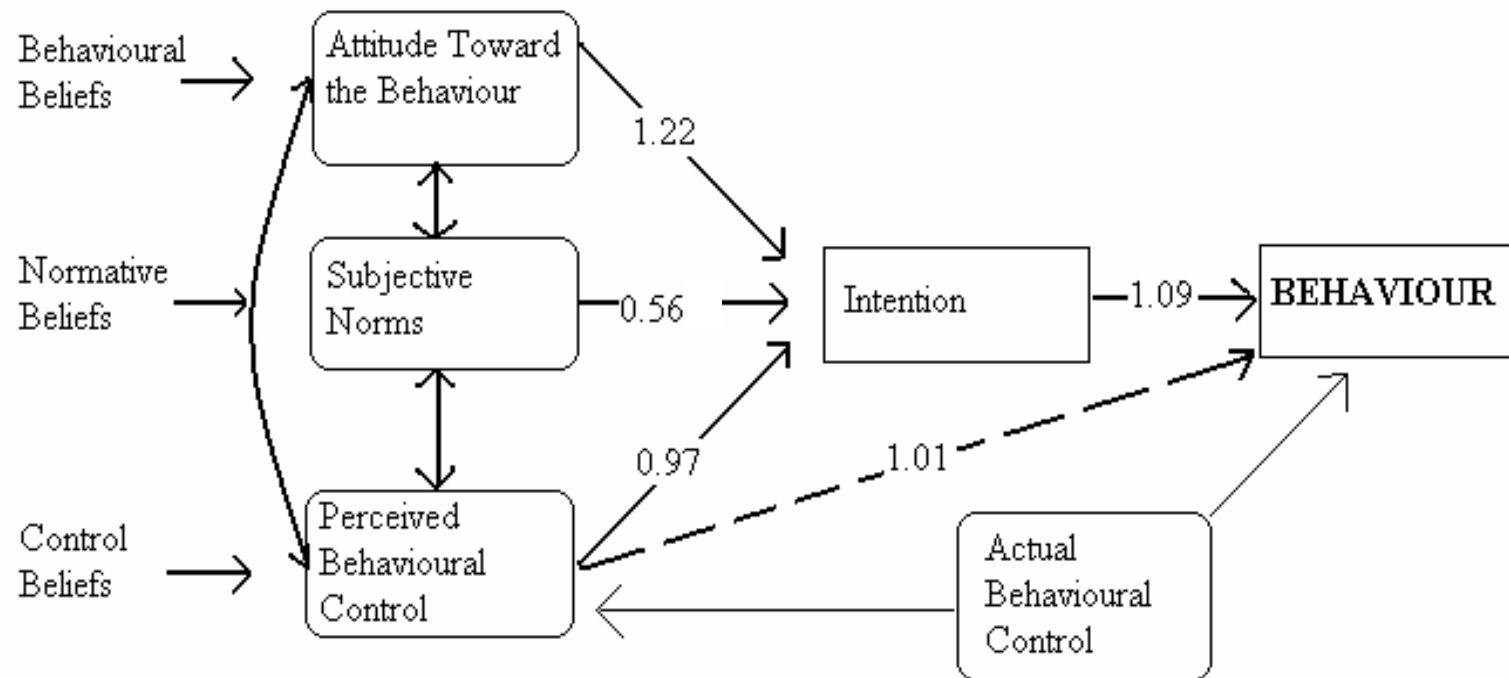 Behavioural
Beliefs
Attitude Toward
the Behaviour
1.22
Normative
Beliefs
Subjective
Norms
0.56
Intention
1.09
BEHAVIOUR
Control
Beliefs
Perceived
Behavioural
Control
0.97
1.01
Actual
Behavioural
Control